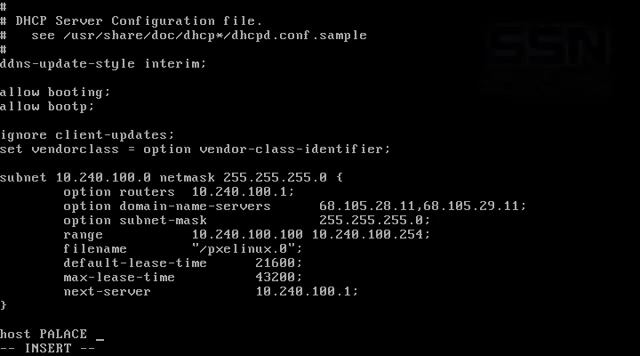 #
# DHCP Server Configuration file.
#   see /usr/share/doc/dhcp*/dhcpd.conf.sample
#
ddns-update-style interim;
allow booting;
allow bootp;
ignore client-updates;
set vendorclass = option vendor-class-identifier;
subnet 10.240.100.0 netmask 255.255.255.0 {
        option routers  10.240.100.1;
        option domain-name-servers      68.105.28.11,68.105.29.11;
        option subnet-mask              255.255.255.0;
        range           10.240.100.100 10.240.100.254;
        filename        "/pxelinux.0";
        default-lease-time      21600;
        max-lease-time          43200;
        next-server             10.240.100.1;
}
host PALACE _
-- INSERT --
SSN